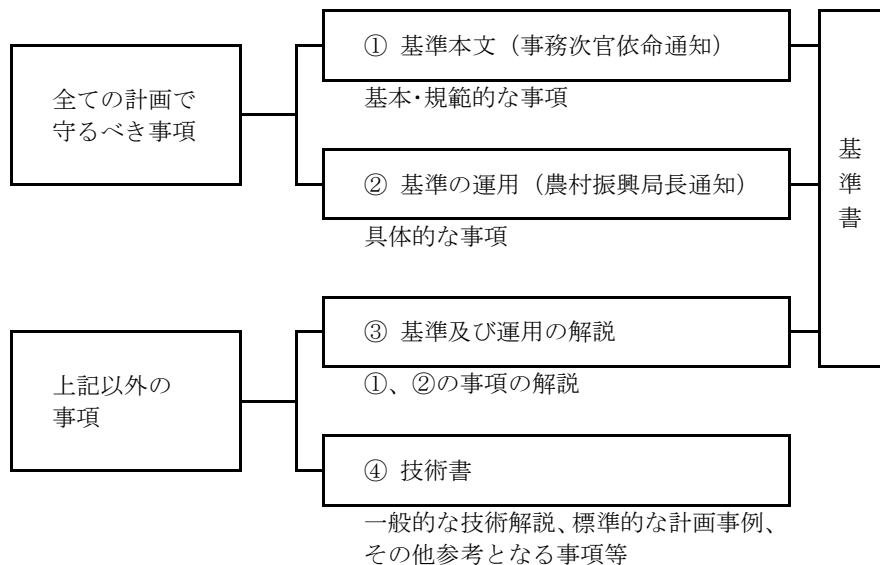 全ての計画で
守るべき事項
① 基準本文（事務次官依命通知）
基本･規範的な事項
② 基準の運用（農村振興局長通知）
具体的な事項
基準書
上記以外の
事項
③ 基準及び運用の解説
①、②の事項の解説
④ 技術書
一般的な技術解説、標準的な計画事例、
その他参考となる事項等